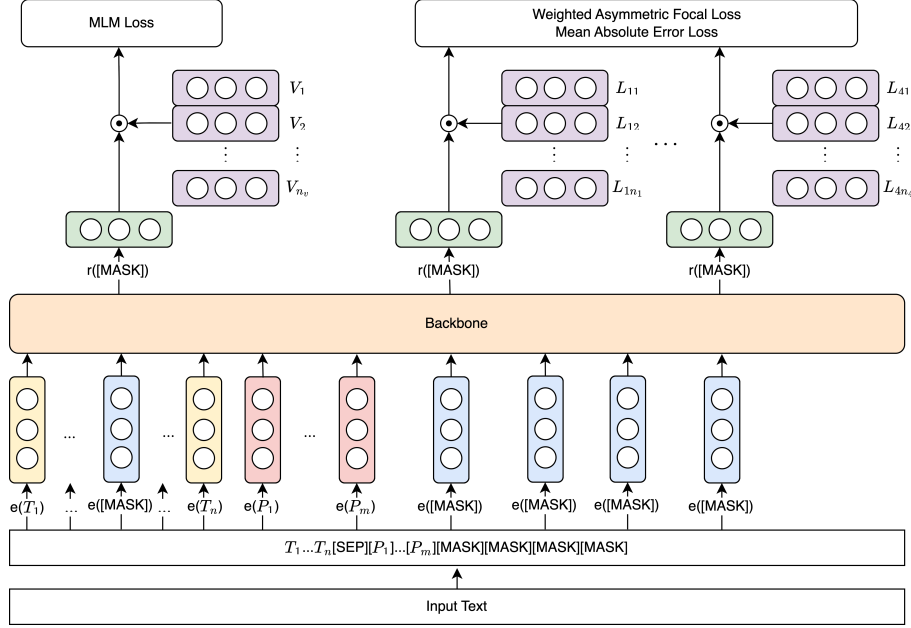 MLM Loss
Weighted Asymmetric Focal Loss
Mean Absolute Error Loss
V₁
V₂
⋮ ⋮
Vₙᵥ
L₁₁
L₁₂
⋮ ⋮ ...
L₁ₙ₁
L₄₁
L₄₂
⋮ ⋮
L₄ₙ₄
r([MASK]) r([MASK]) r([MASK])
Backbone
... ... ...
e(T₁) ... e([MASK]) ... e(Tₙ) e(P₁) e(Pₘ) e([MASK]) e([MASK]) e([MASK]) e([MASK])
T₁...Tₙ[SEP][P₁]...[Pₘ][MASK][MASK][MASK][MASK]
Input Text